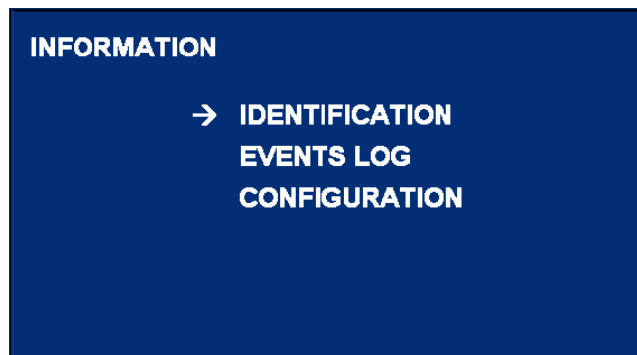 INFORMATION
→ IDENTIFICATION
EVENTS LOG
CONFIGURATION